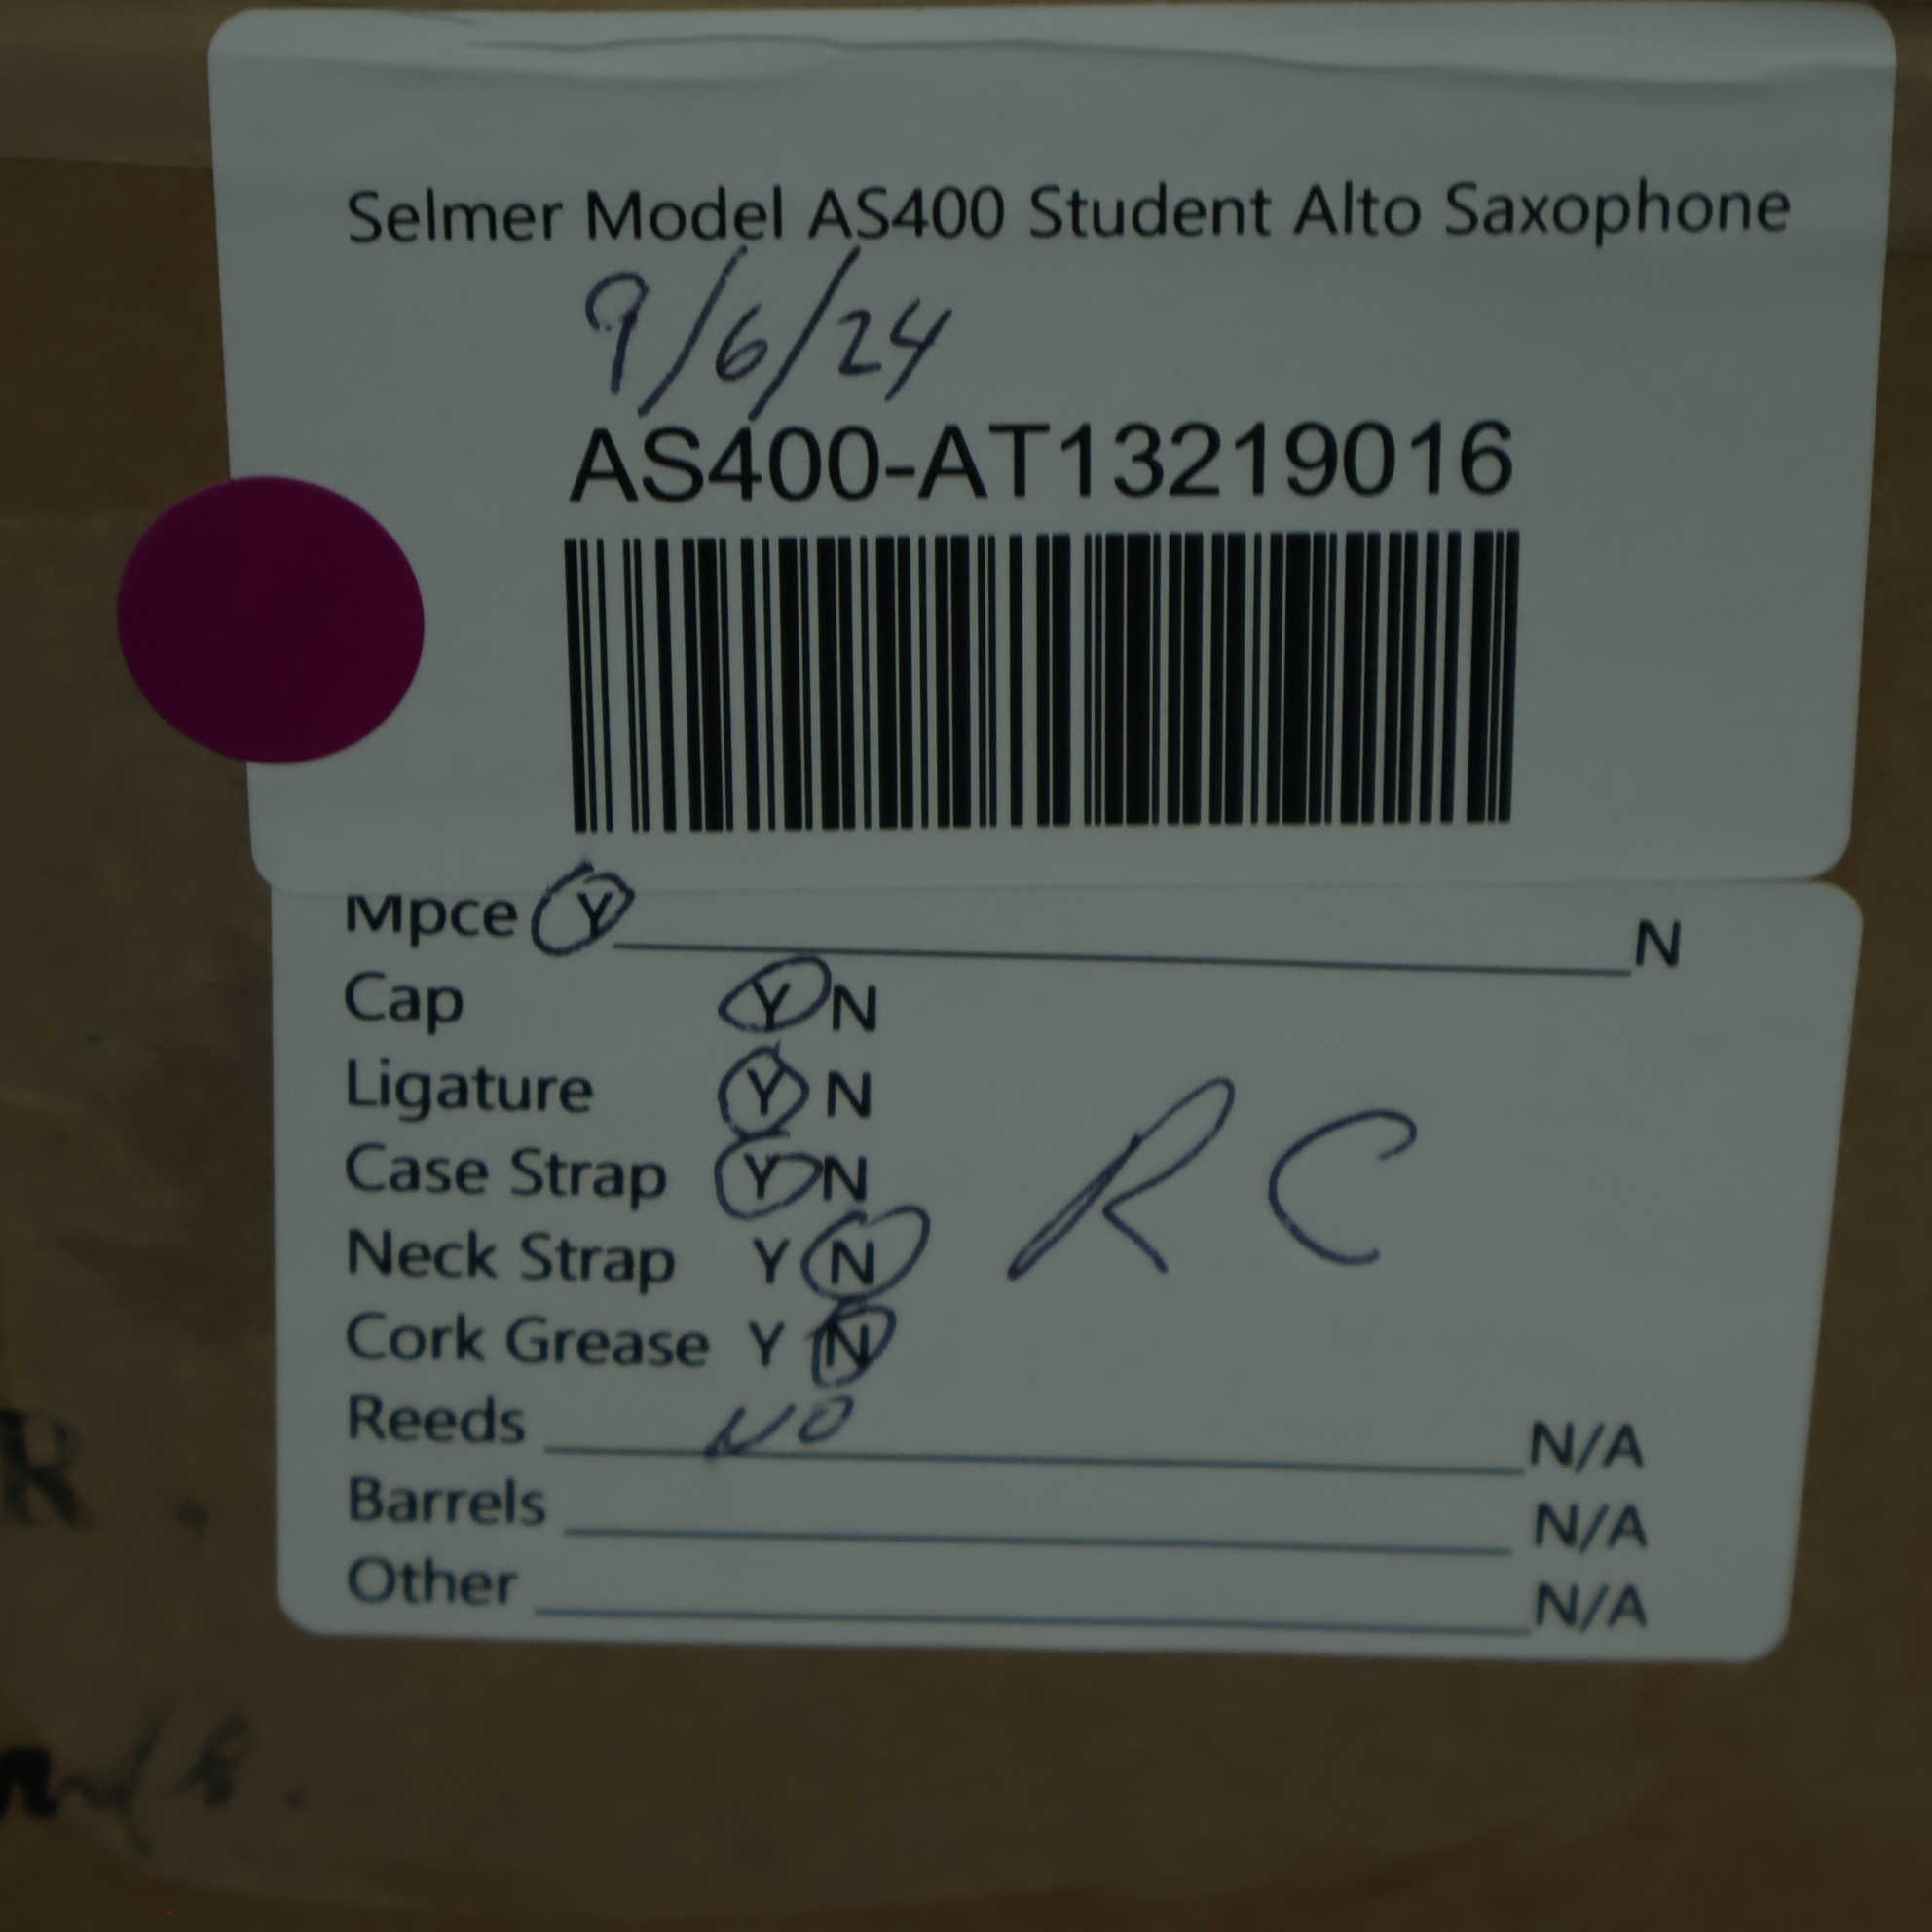 Selmer Model AS400 Student Alto Saxophone
9/6/24
AS400-AT13219016
Mpce Y N
Cap Y N
Ligature Y N
Case Strap Y N
RC
Neck Strap Y N
Cork Grease Y N
Reeds NO N/A
Barrels N/A
Other N/A
R,